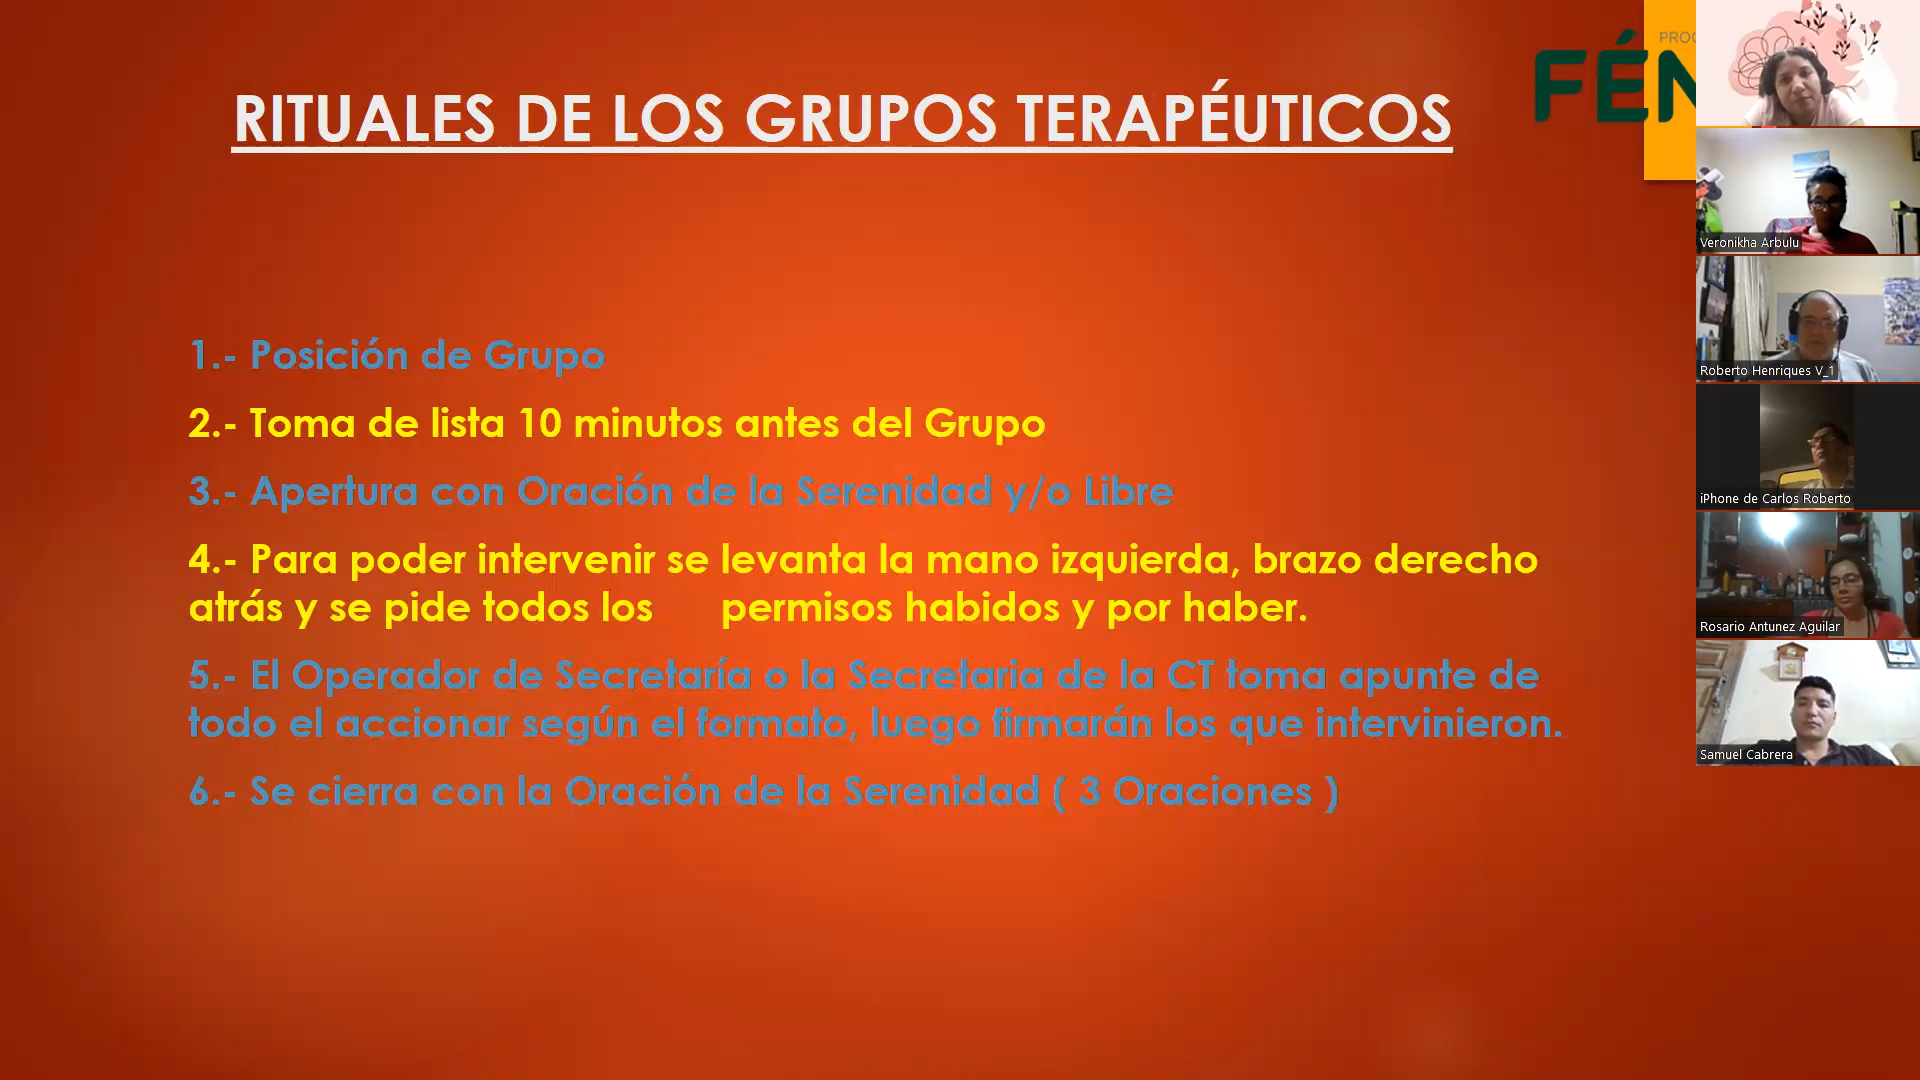 RITUALES DE LOS GRUPOS TERAPÉUTICOS
1.- Posición de Grupo
2.- Toma de lista 10 minutos antes del Grupo
3.- Apertura con Oración de la Serenidad y/o Libre
4.- Para poder intervenir se levanta la mano izquierda, brazo derecho
atrás y se pide todos los permisos habidos y por haber.
5.- El Operador de Secretaría o la Secretaria de la CT toma apunte de
todo el accionar según el formato, luego firmarán los que intervinieron.
6.- Se cierra con la Oración de la Serenidad ( 3 Oraciones )
Veronikha Arbulu
Roberto Henriques V_1
iPhone de Carlos Roberto
Rosario Antunez Aguilar
Samuel Cabrera